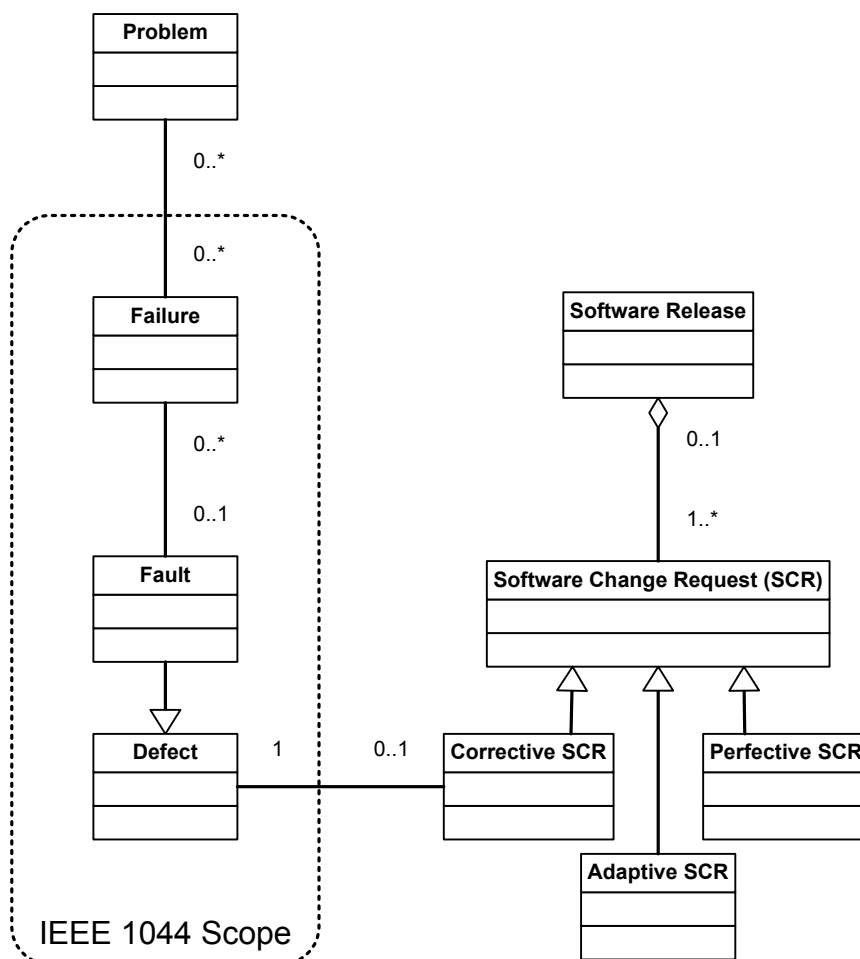 Problem
0..*
0..*
Failure
Software Release
0..*
0..1
0..1
1..*
Fault
Software Change Request (SCR)
Defect
1
0..1
Corrective SCR
Perfective SCR
Adaptive SCR
IEEE 1044 Scope